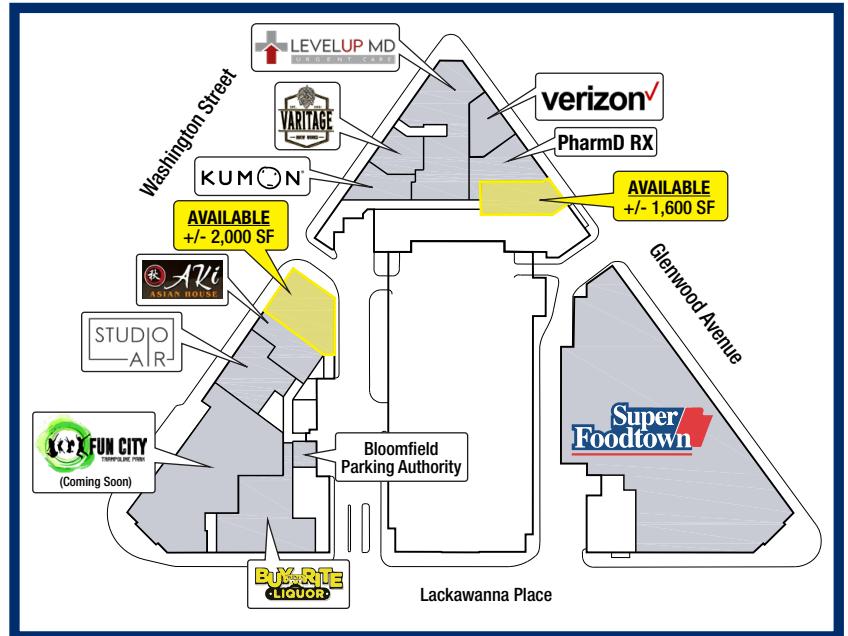 LEVELUP MD
URGENT CARE
Washington Street
verizon
VARITAGE
BREW WORKS
PharmD RX
KUMON
AVAILABLE
+/- 1,600 SF
AVAILABLE
+/- 2,000 SF
Glenwood Avenue
秋 AKi
ASIAN HOUSE
STUDIO
AIR
Super
Foodtown
FUN CITY
TRAMPOLINE PARK
(Coming Soon)
Bloomfield
Parking Authority
BUY-RITE
LIQUOR
Lackawanna Place